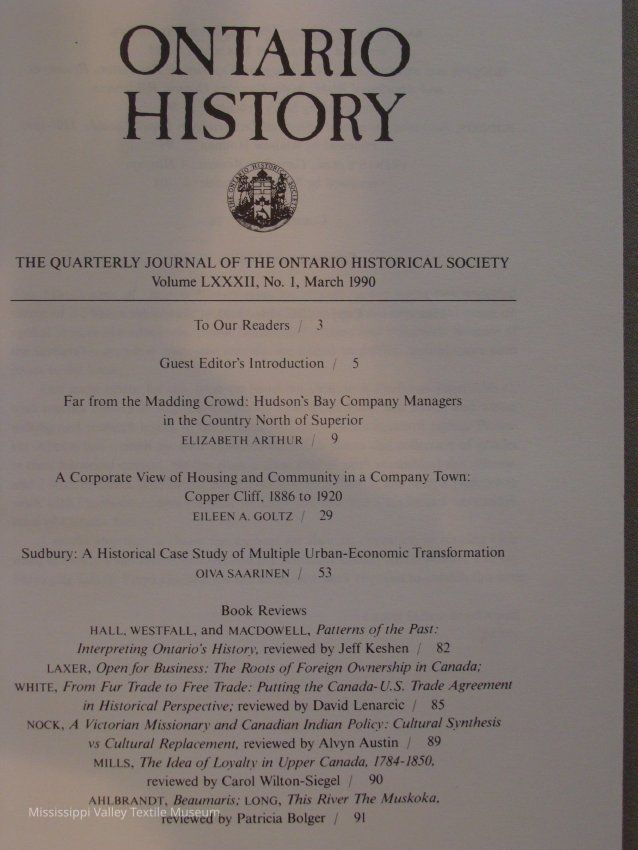 ONTARIO
HISTORY
THE ONTARIO HISTORICAL SOCIETY
THE QUARTERLY JOURNAL OF THE ONTARIO HISTORICAL SOCIETY
Volume LXXXII, No. 1, March 1990
To Our Readers / 3
Guest Editor's Introduction / 5
Far from the Madding Crowd: Hudson's Bay Company Managers
in the Country North of Superior
ELIZABETH ARTHUR / 9
A Corporate View of Housing and Community in a Company Town:
Copper Cliff, 1886 to 1920
EILEEN A. GOLTZ / 29
Sudbury: A Historical Case Study of Multiple Urban-Economic Transformation
OIVA SAARINEN / 53
Book Reviews
HALL, WESTFALL, and MACDOWELL, Patterns of the Past:
Interpreting Ontario's History, reviewed by Jeff Keshen / 82
LAXER, Open for Business: The Roots of Foreign Ownership in Canada;
WHITE, From Fur Trade to Free Trade: Putting the Canada-U.S. Trade Agreement
in Historical Perspective; reviewed by David Lenarcic / 85
NOCK, A Victorian Missionary and Canadian Indian Policy: Cultural Synthesis
vs Cultural Replacement, reviewed by Alvyn Austin / 89
MILLS, The Idea of Loyalty in Upper Canada, 1784-1850,
reviewed by Carol Wilton-Siegel / 90
AHLBRANDT, Beaumaris; LONG, This River The Muskoka,
reviewed by Patricia Bolger / 91
Mississippi Valley Textile Museum